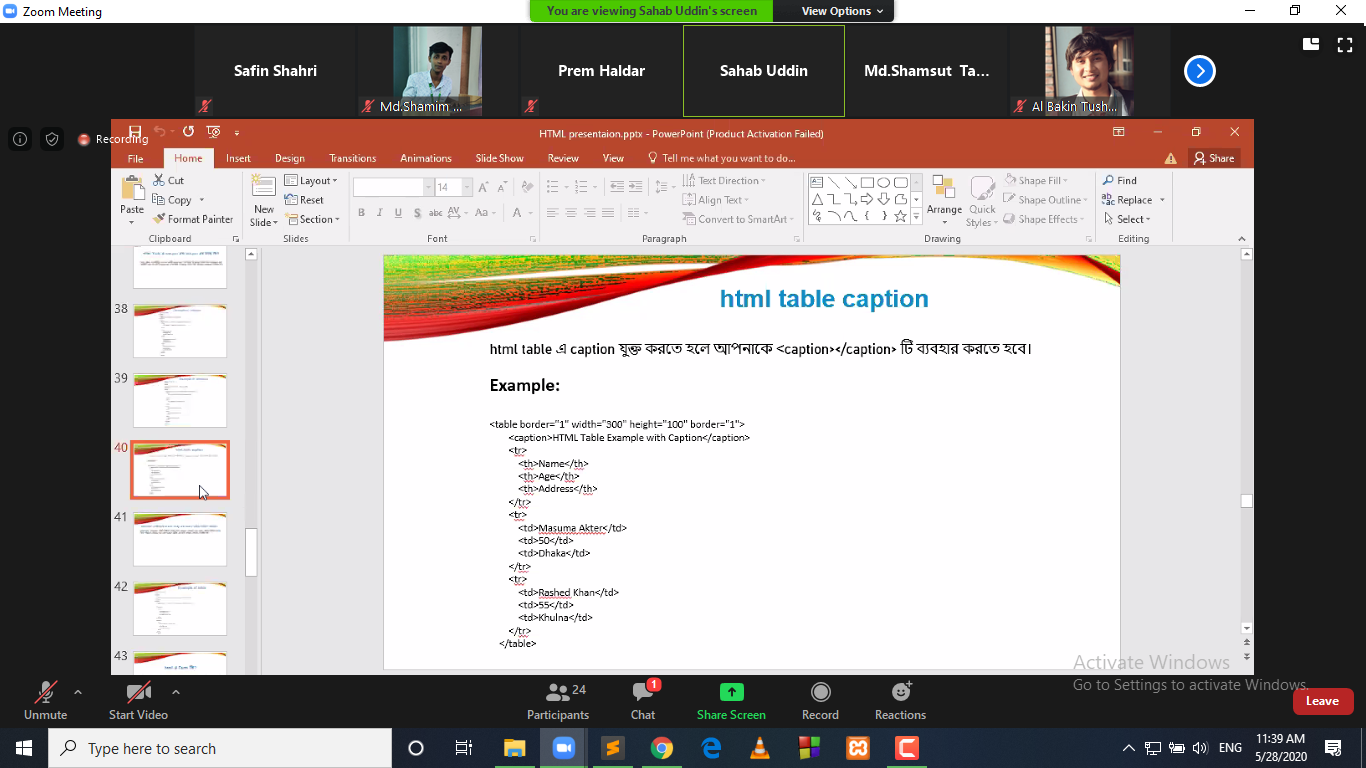 Zoom Meeting
You are viewing Sahab Uddin's screen
View Options
Safin Shahri
Md.Shamim ...
Prem Haldar
Sahab Uddin
Md.Shamsut Ta...
Al Bakin Tush...
Recording
HTML presentaion.pptx - PowerPoint (Product Activation Failed)
File Home Insert Design Transitions Animations Slide Show Review View Tell me what you want to do... Share
Paste
Cut
Copy
Format Painter
Clipboard
New Slide
Layout
Reset
Section
Slides
14
Font
Text Direction
Align Text
Convert to SmartArt
Paragraph
Arrange
Quick Styles
Shape Fill
Shape Outline
Shape Effects
Drawing
Find
Replace
Select
Editing
38
39
40
41
42
43
html table caption
html table এ caption যুক্ত করতে হলে আপনাকে <caption></caption> টি ব্যবহার করতে হবে।
Example:
<table border="1" width="300" height="100" border="1">
<caption>HTML Table Example with Caption</caption>
<tr>
<th>Name</th>
<th>Age</th>
<th>Address</th>
</tr>
<tr>
<td>Masuma Akter</td>
<td>50</td>
<td>Dhaka</td>
</tr>
<tr>
<td>Rashed Khan</td>
<td>55</td>
<td>Khulna</td>
</tr>
</table>
Activate Windows
Go to Settings to activate Windows.
Unmute
Start Video
Participants 24
Chat 1
Share Screen
Record
Reactions
Leave
Type here to search
ENG
11:39 AM
5/28/2020